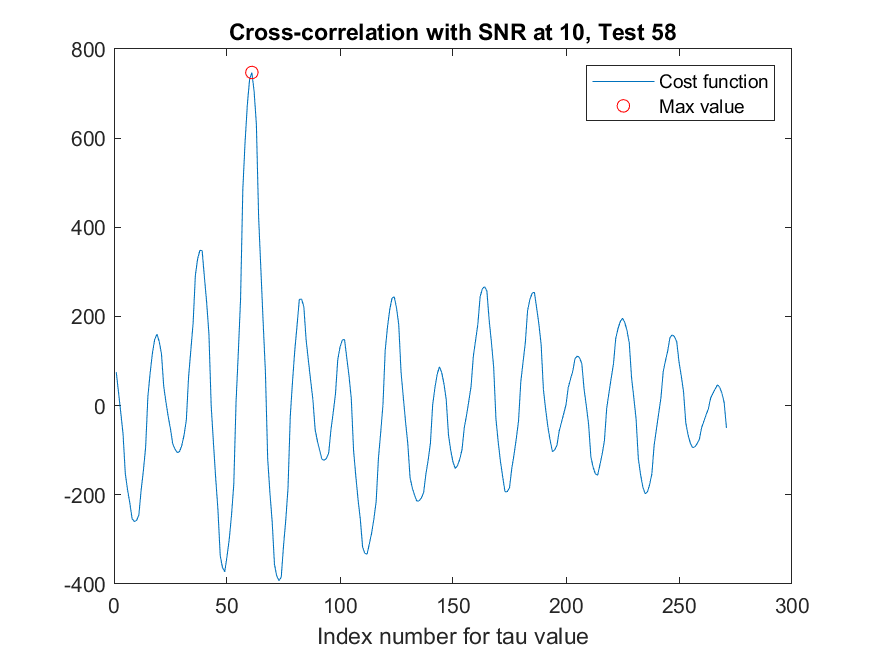 Cross-correlation with SNR at 10, Test 58
800
600
400
200
0
-200
-400
0 50 100 150 200 250 300
Index number for tau value
Cost function
Max value